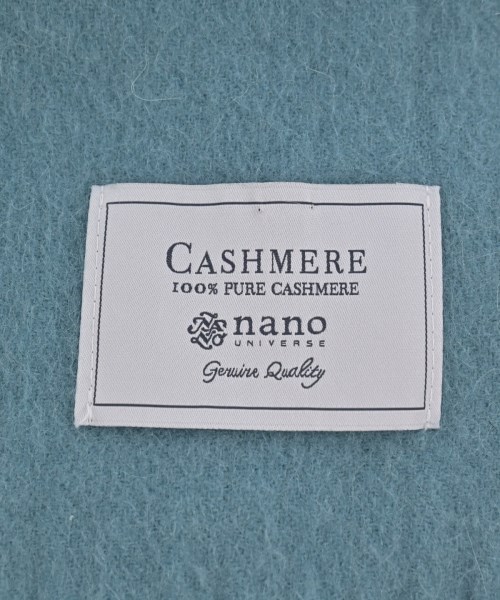 CASHMERE
100% PURE CASHMERE
nano
UNIVERSE
Genuine Quality